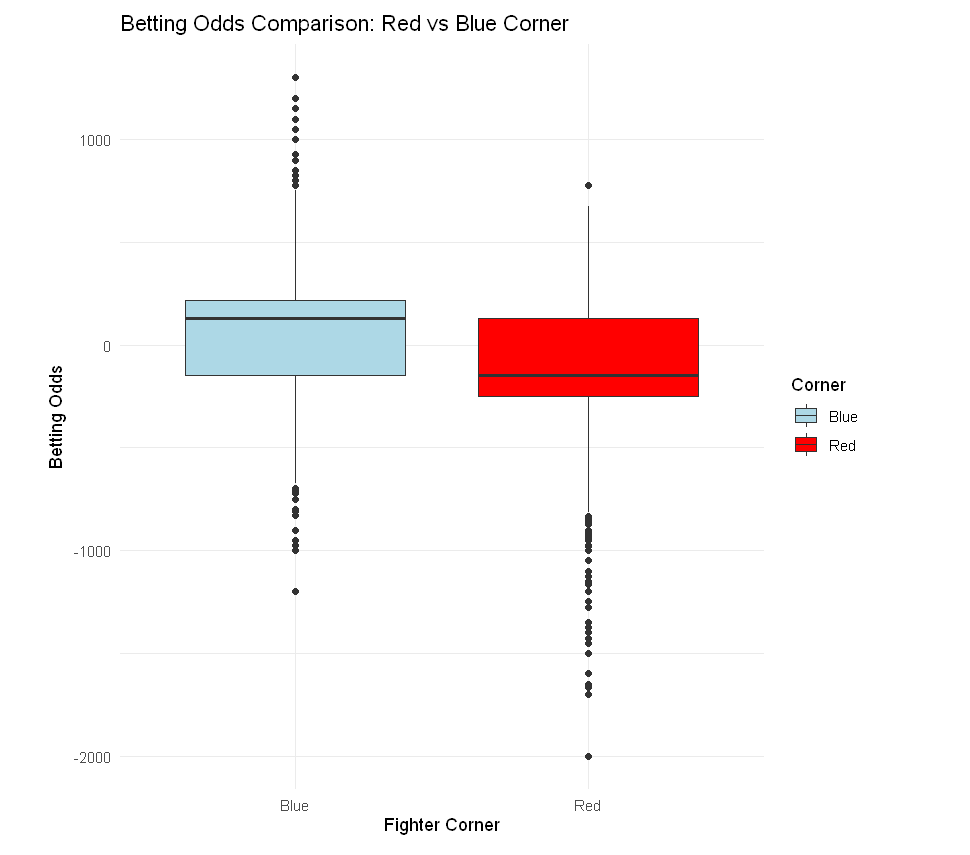 Betting Odds Comparison: Red vs Blue Corner
Betting Odds
1000
0
-1000
-2000
Blue
Red
Fighter Corner
Corner
Blue
Red